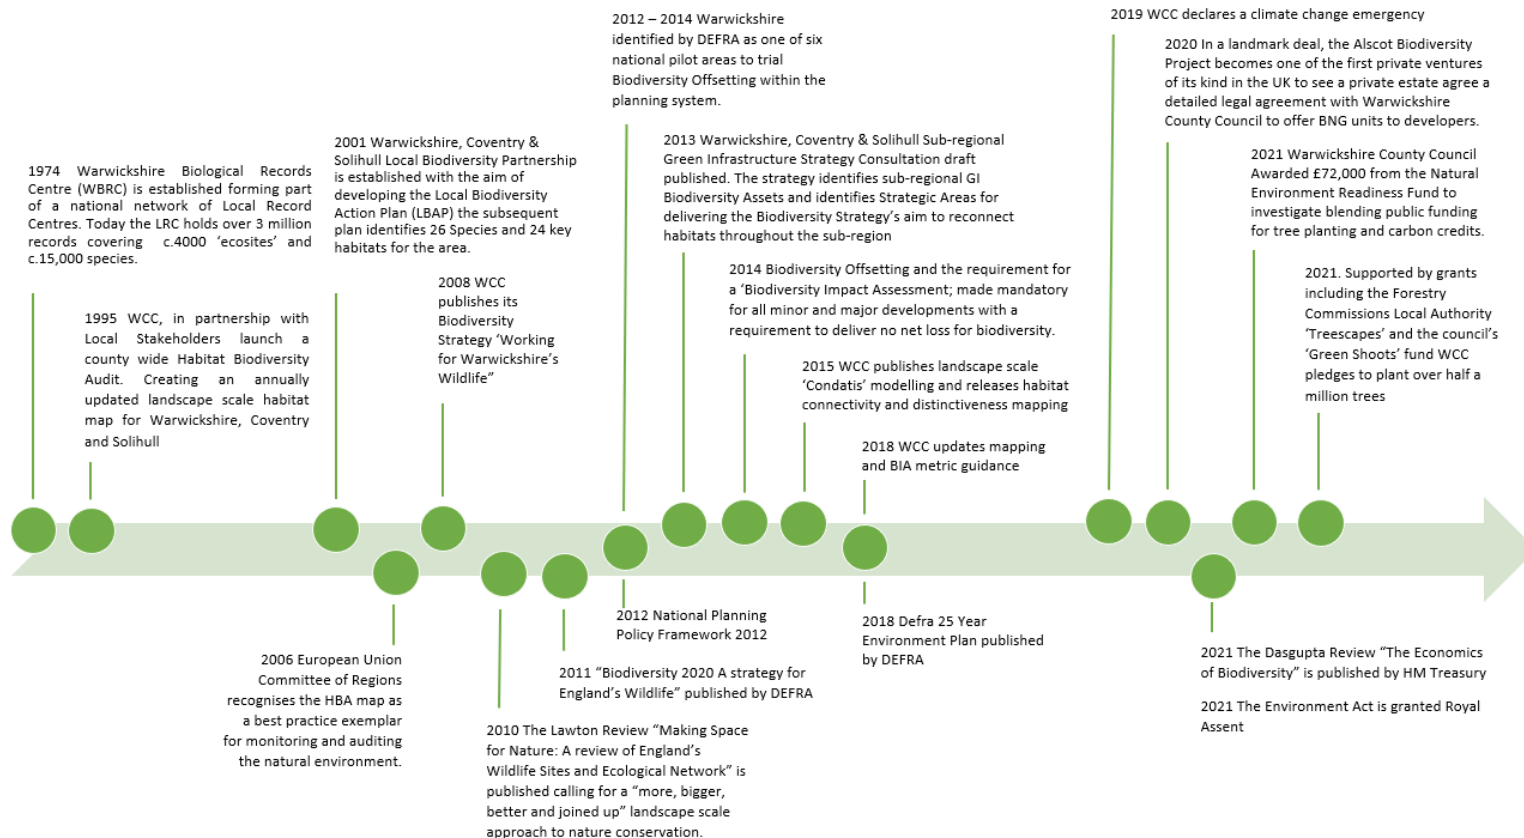 1974 Warwickshire Biological Records
Centre (WBRC) is established forming part
of a national network of Local Record
Centres. Today the LRC holds over 3 million
records covering c.4000 ‘ecosites’ and
c.15,000 species.
1995 WCC, in partnership with
Local Stakeholders launch a
county wide Habitat Biodiversity
Audit. Creating an annually
updated landscape scale habitat
map for Warwickshire, Coventry
and Solihull
2001 Warwickshire, Coventry &
Solihull Local Biodiversity Partnership
is established with the aim of
developing the Local Biodiversity
Action Plan (LBAP) the subsequent
plan identifies 26 Species and 24 key
habitats for the area.
2006 European Union
Committee of Regions
recognises the HBA map as
a best practice exemplar
for monitoring and auditing
the natural environment.
2008 WCC
publishes its
Biodiversity
Strategy ‘Working
for Warwickshire’s
Wildlife”
2010 The Lawton Review “Making Space
for Nature: A review of England’s
Wildlife Sites and Ecological Network” is
published calling for a “more, bigger,
better and joined up” landscape scale
approach to nature conservation.
2011 “Biodiversity 2020 A strategy for
England’s Wildlife” published by DEFRA
2012 – 2014 Warwickshire
identified by DEFRA as one of six
national pilot areas to trial
Biodiversity Offsetting within the
planning system.
2012 National Planning
Policy Framework 2012
2013 Warwickshire, Coventry & Solihull Sub-regional
Green Infrastructure Strategy Consultation draft
published. The strategy identifies sub-regional GI
Biodiversity Assets and identifies Strategic Areas for
delivering the Biodiversity Strategy’s aim to reconnect
habitats throughout the sub-region
2014 Biodiversity Offsetting and the requirement for
a ‘Biodiversity Impact Assessment; made mandatory
for all minor and major developments with a
requirement to deliver no net loss for biodiversity.
2015 WCC publishes landscape scale
‘Condatis’ modelling and releases habitat
connectivity and distinctiveness mapping
2018 WCC updates mapping
and BIA metric guidance
2018 Defra 25 Year
Environment Plan published
by DEFRA
2019 WCC declares a climate change emergency
2020 In a landmark deal, the Alscot Biodiversity
Project becomes one of the first private ventures
of its kind in the UK to see a private estate agree a
detailed legal agreement with Warwickshire
County Council to offer BNG units to developers.
2021 Warwickshire County Council
Awarded £72,000 from the Natural
Environment Readiness Fund to
investigate blending public funding
for tree planting and carbon credits.
2021. Supported by grants
including the Forestry
Commissions Local Authority
‘Treescapes’ and the council’s
‘Green Shoots’ fund WCC
pledges to plant over half a
million trees
2021 The Dasgupta Review “The Economics
of Biodiversity” is published by HM Treasury
2021 The Environment Act is granted Royal
Assent